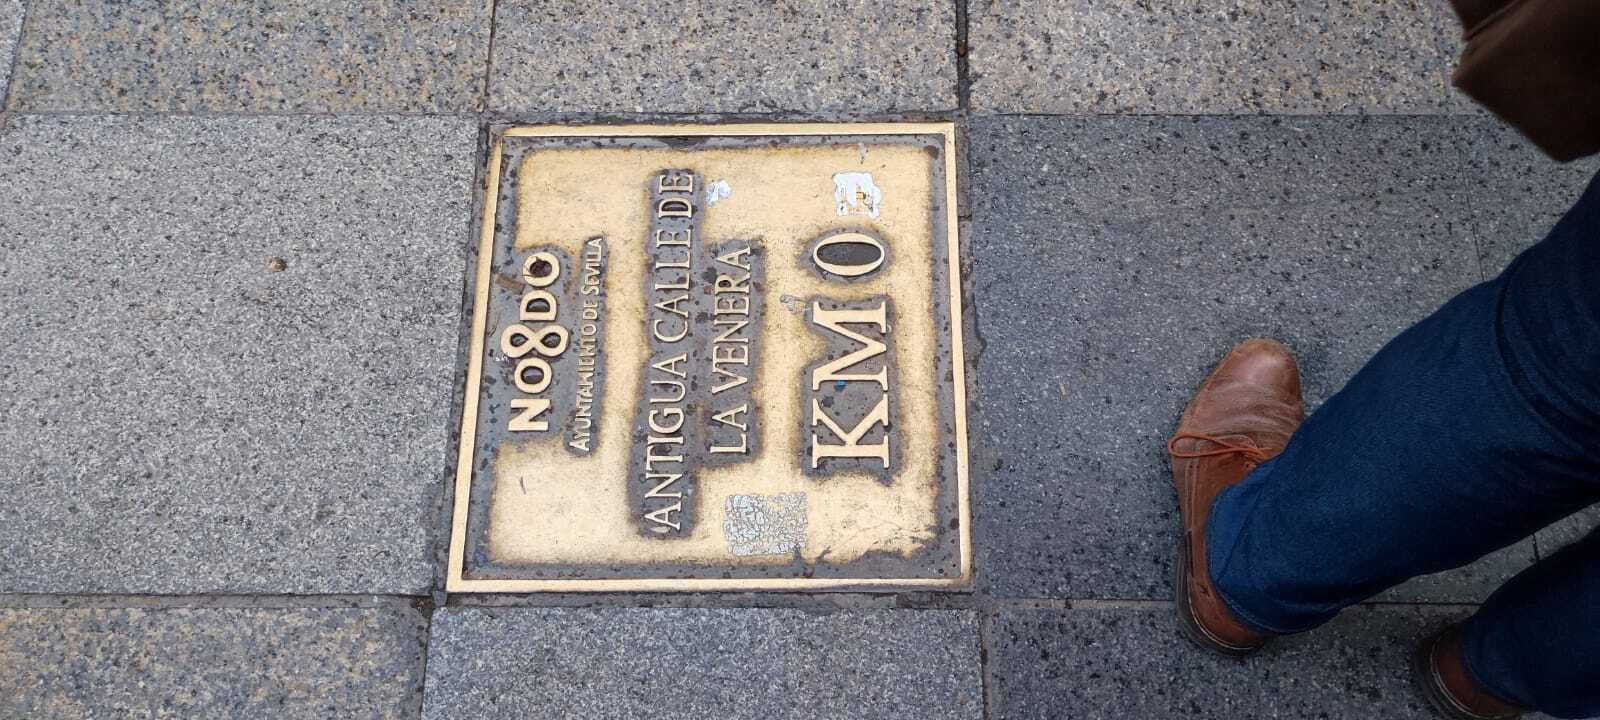 NO8DO
AYUNTAMIENTO DE SEVILLA
ANTIGUA CALLE DE
LA VENERA
KM 0